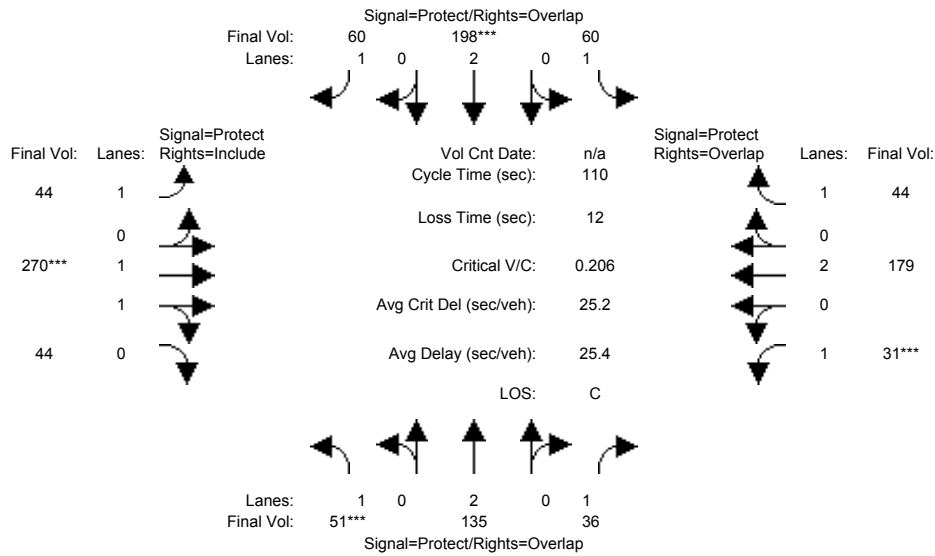 Signal=Protect/Rights=Overlap
Final Vol: 60 198*** 60
Lanes: 1 0 2 0 1
Signal=Protect
Final Vol: Lanes: Rights=Include
Vol Cnt Date: n/a
Signal=Protect
Rights=Overlap Lanes: Final Vol:
Cycle Time (sec): 110
44 1
1 44
Loss Time (sec): 12
0
0
270*** 1
Critical V/C: 0.206
2 179
1
Avg Crit Del (sec/veh): 25.2
0
44 0
Avg Delay (sec/veh): 25.4
1 31***
LOS: C
Lanes: 1 0 2 0 1
Final Vol: 51*** 135 36
Signal=Protect/Rights=Overlap